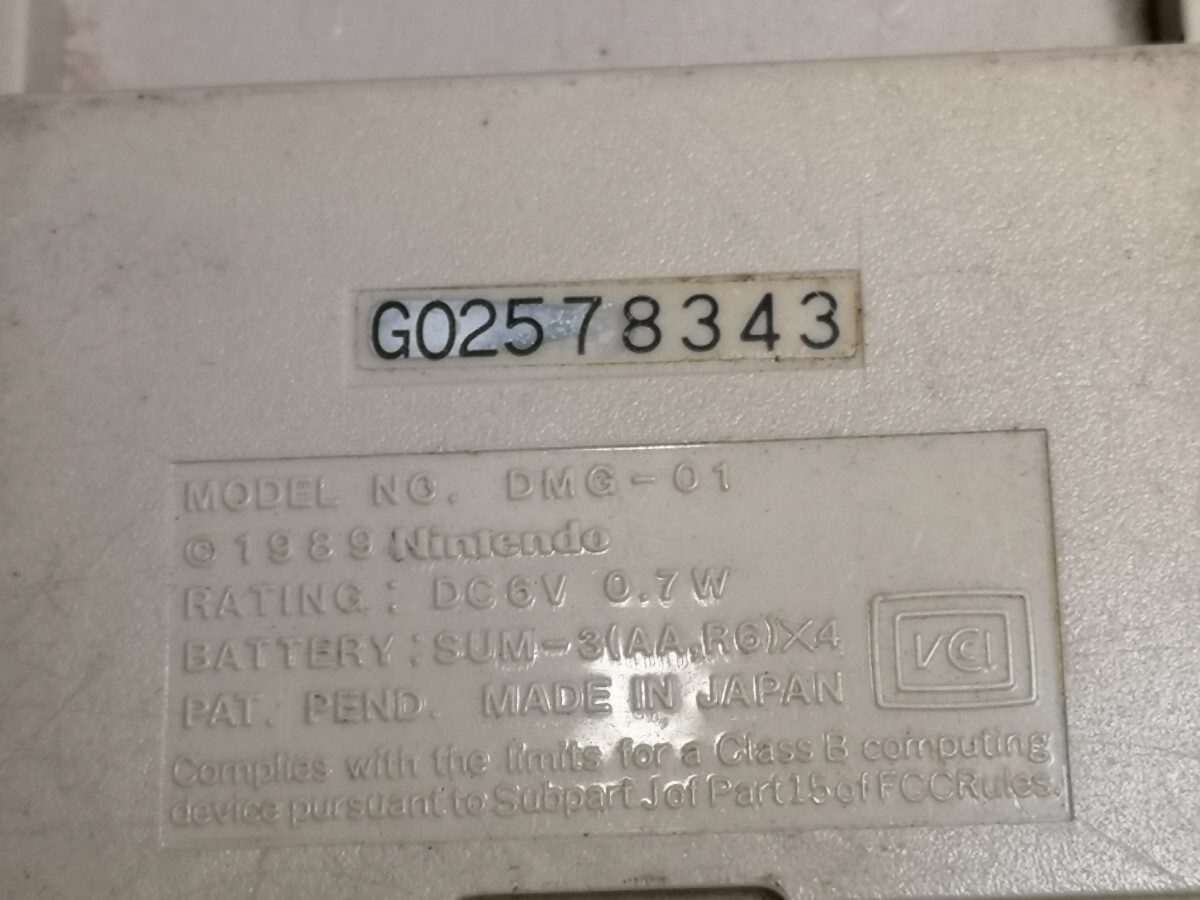 G02578343
MODEL NO. DMG-01
©1989 Nintendo
RATING: DC6V 0.7W
BATTERY: SUM-3(AA,R6)×4
PAT. PEND. MADE IN JAPAN
VCCI
Complies with the limits for a Class B computing
device pursuant to Subpart J of Part 15 of FCC Rules.